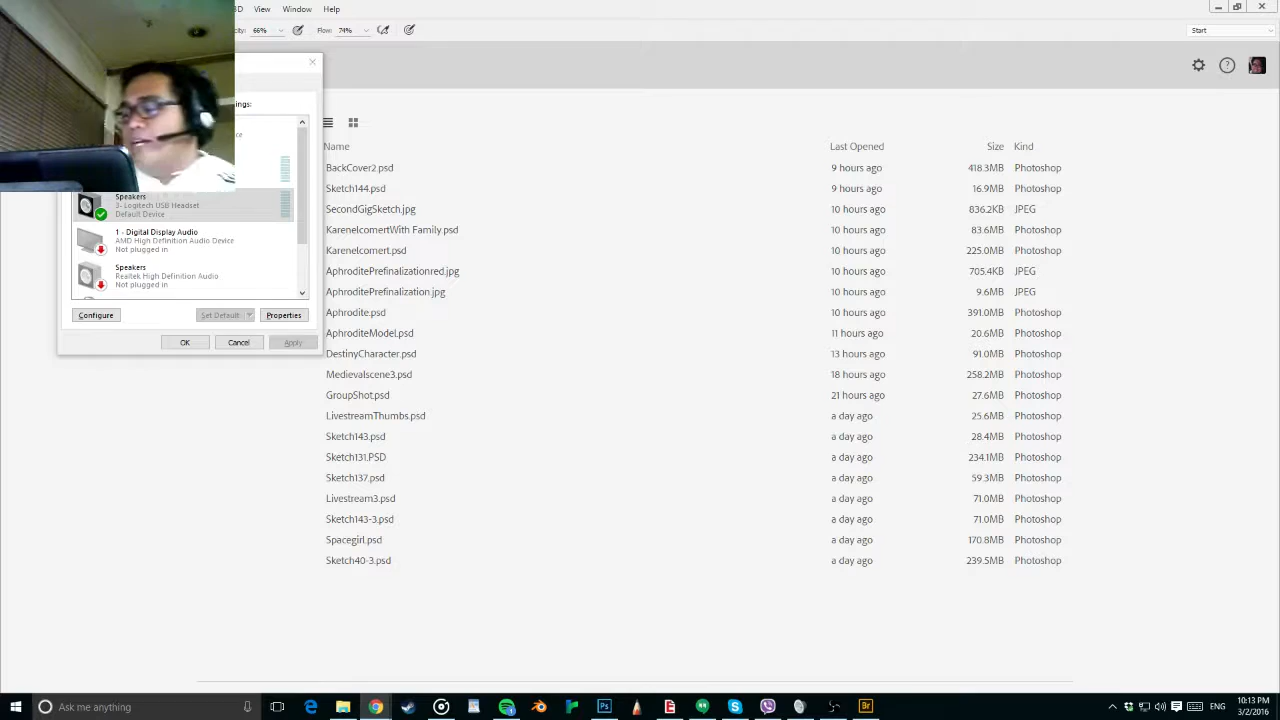 3D View Window Help
city: 66% Flow: 74% Start
ings:
ice
Speakers
3- Logitech USB Headset
Default Device
1 - Digital Display Audio
AMD High Definition Audio Device
Not plugged in
Speakers
Realtek High Definition Audio
Not plugged in
Configure Set Default Properties
OK Cancel Apply
Name Last Opened Size Kind
BackCover2.psd 9 hours ago 418.3MB Photoshop
Sketch144.psd 9 hours ago 16.9MB Photoshop
SecondGigSketch.jpg 10 hours ago 836.2KB JPEG
KarenelcomertWith Family.psd 10 hours ago 83.6MB Photoshop
Karenelcomert.psd 10 hours ago 225.0MB Photoshop
AphroditePrefinalizationred.jpg 10 hours ago 705.4KB JPEG
AphroditePrefinalization.jpg 10 hours ago 9.6MB JPEG
Aphrodite.psd 10 hours ago 391.0MB Photoshop
AphroditeModel.psd 11 hours ago 20.6MB Photoshop
DestinyCharacter.psd 13 hours ago 91.0MB Photoshop
Medievalscene3.psd 18 hours ago 258.2MB Photoshop
GroupShot.psd 21 hours ago 27.6MB Photoshop
LivestreamThumbs.psd a day ago 25.6MB Photoshop
Sketch143.psd a day ago 28.4MB Photoshop
Sketch131.PSD a day ago 234.1MB Photoshop
Sketch137.psd a day ago 59.3MB Photoshop
Livestream3.psd a day ago 71.0MB Photoshop
Sketch143-3.psd a day ago 71.0MB Photoshop
Spacegirl.psd a day ago 170.8MB Photoshop
Sketch40-3.psd a day ago 239.5MB Photoshop
Ask me anything
Ps
Br
ENG
10:13 PM
3/2/2016